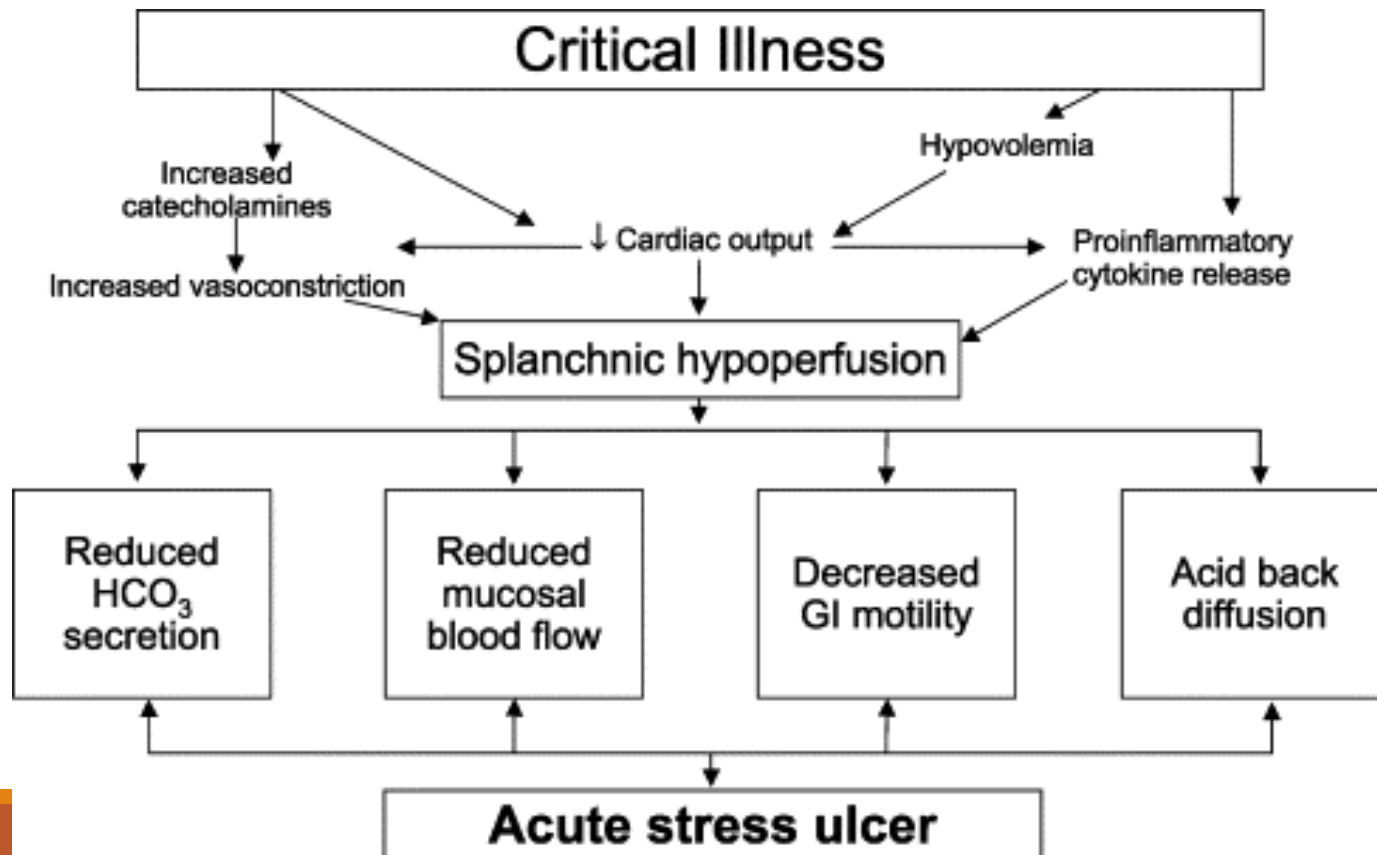 Critical Illness
Hypovolemia
Increased
catecholamines
↓ Cardiac output
Proinflammatory
cytokine release
Increased vasoconstriction
Splanchnic hypoperfusion
Reduced
HCO₃
secretion
Reduced
mucosal
blood flow
Decreased
GI motility
Acid back
diffusion
Acute stress ulcer